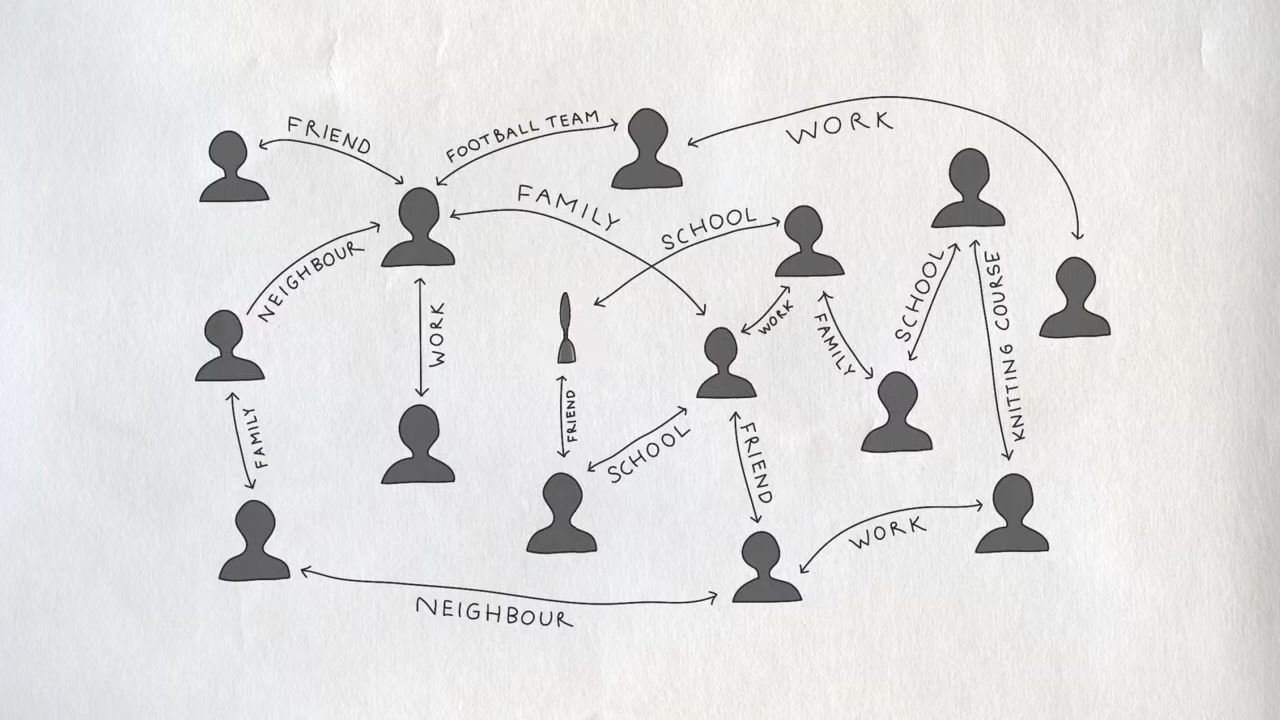 FRIEND
FOOTBALL TEAM
WORK
FAMILY
SCHOOL
NEIGHBOUR
WORK
WORK
FAMILY
SCHOOL
KNITTING COURSE
FAMILY
FRIEND
SCHOOL
FRIEND
WORK
NEIGHBOUR